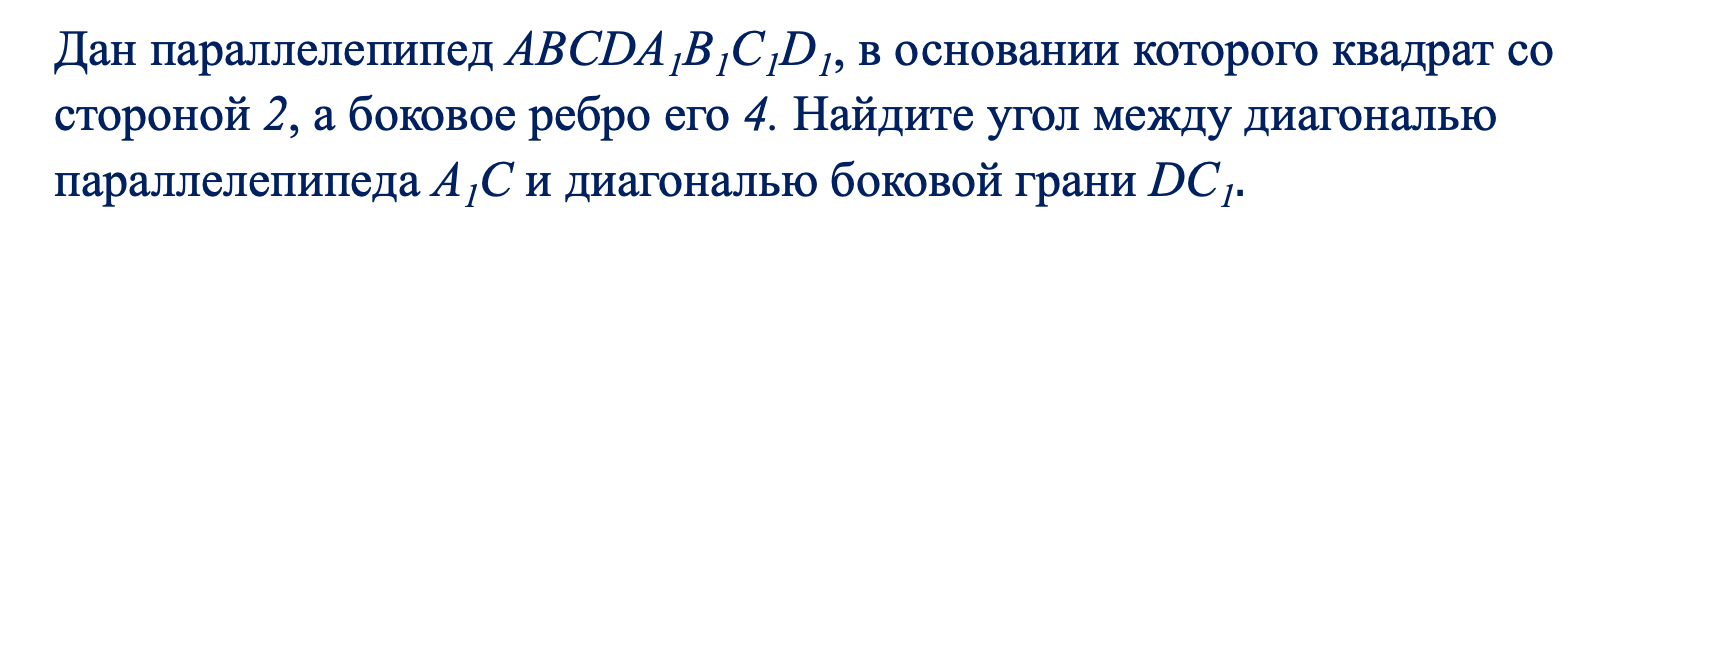 Дан параллелепипед ABCDA₁B₁C₁D₁, в основании которого квадрат со
стороной 2, а боковое ребро его 4. Найдите угол между диагональю
параллелепипеда A₁C и диагональю боковой грани DC₁.